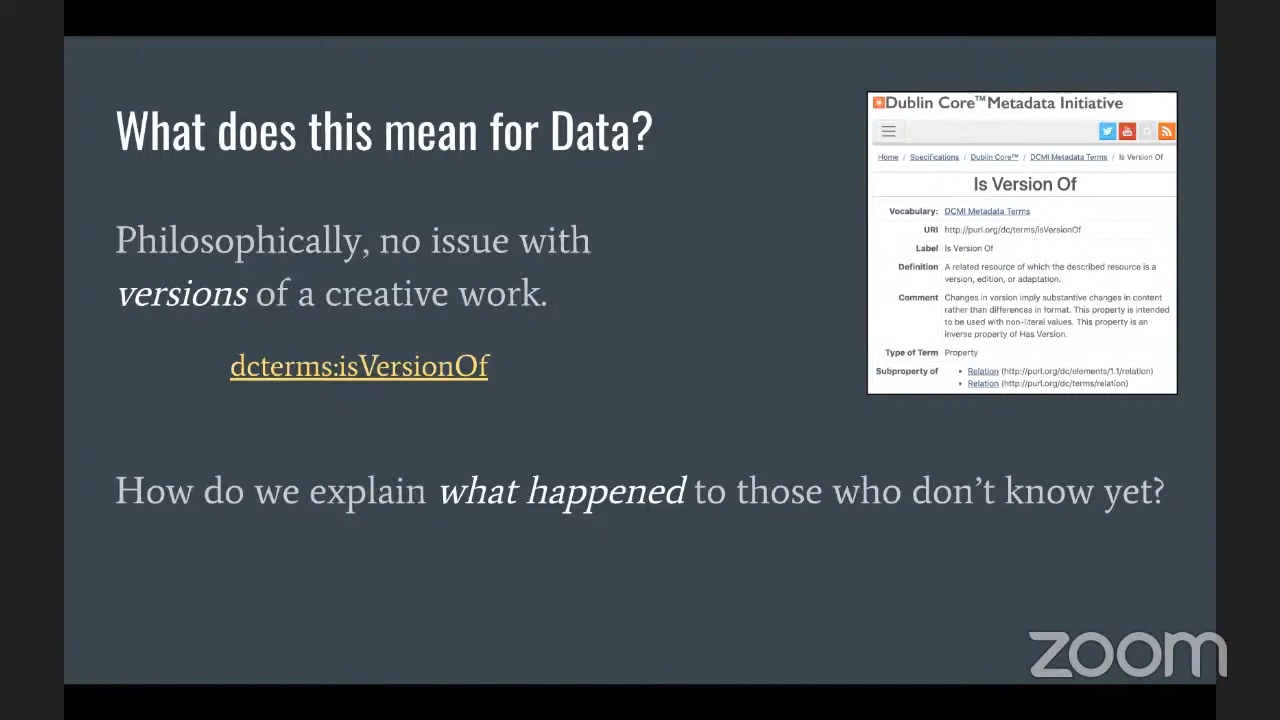 What does this mean for Data?
Philosophically, no issue with
versions of a creative work.
dcterms:isVersionOf
How do we explain what happened to those who don't know yet?
Dublin Core™ Metadata Initiative
Home / Specifications / Dublin Core™ / DCMI Metadata Terms / Is Version Of
Is Version Of
Vocabulary: DCMI Metadata Terms
URI http://purl.org/dc/terms/isVersionOf
Label Is Version Of
Definition A related resource of which the described resource is a
version, edition, or adaptation.
Comment Changes in version imply substantive changes in content
rather than differences in format. This property is intended
to be used with non-literal values. This property is an
inverse property of Has Version.
Type of Term Property
Subproperty of • Relation (http://purl.org/dc/elements/1.1/relation)
• Relation (http://purl.org/dc/terms/relation)
zoom